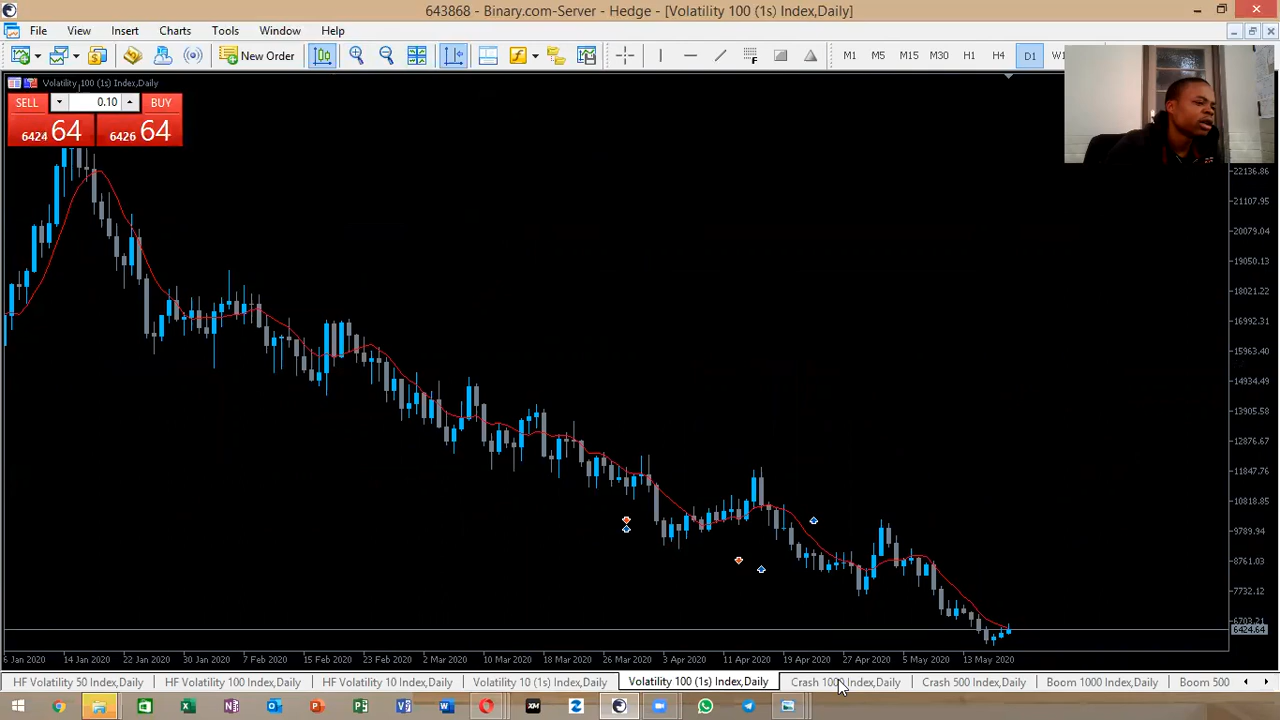 643868 - Binary.com-Server - Hedge - [Volatility 100 (1s) Index,Daily]
File View Insert Charts Tools Window Help
New Order M1 M5 M15 M30 H1 H4 D1
Volatility 100 (1s) Index,Daily
SELL 0.10 BUY
6424 64 6426 64
22136.86
21107.95
20079.04
19050.13
18021.22
16992.31
15963.40
14934.49
13905.58
12876.67
11847.76
10818.85
9789.94
8761.03
7732.12
6703.21
6424.64
14 Jan 2020 22 Jan 2020 30 Jan 2020 7 Feb 2020 15 Feb 2020 23 Feb 2020 2 Mar 2020 10 Mar 2020 18 Mar 2020 26 Mar 2020 3 Apr 2020 11 Apr 2020 19 Apr 2020 27 Apr 2020 5 May 2020 13 May 2020
HF Volatility 50 Index,Daily HF Volatility 100 Index,Daily HF Volatility 10 Index,Daily Volatility 10 (1s) Index,Daily Volatility 100 (1s) Index,Daily Crash 1000 Index,Daily Crash 500 Index,Daily Boom 1000 Index,Daily Boom 500